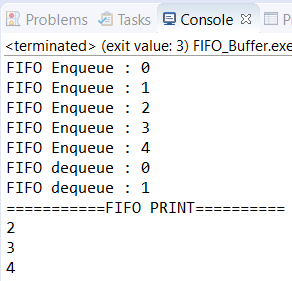 Problems Tasks Console
<terminated> (exit value: 3) FIFO_Buffer.exe
FIFO Enqueue : 0
FIFO Enqueue : 1
FIFO Enqueue : 2
FIFO Enqueue : 3
FIFO Enqueue : 4
FIFO dequeue : 0
FIFO dequeue : 1
===========FIFO PRINT==========
2
3
4